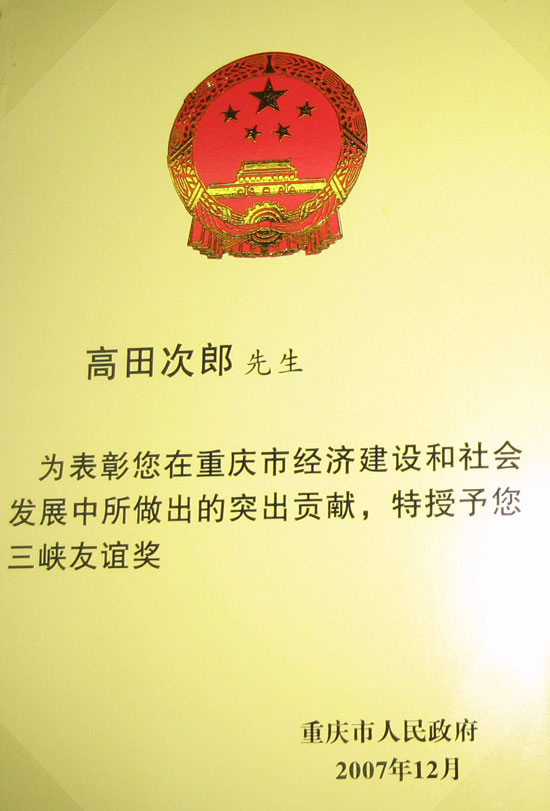 高田次郎 先生
为表彰您在重庆市经济建设和社会
发展中所做出的突出贡献，特授予您
三峡友谊奖
重庆市人民政府
2007年12月